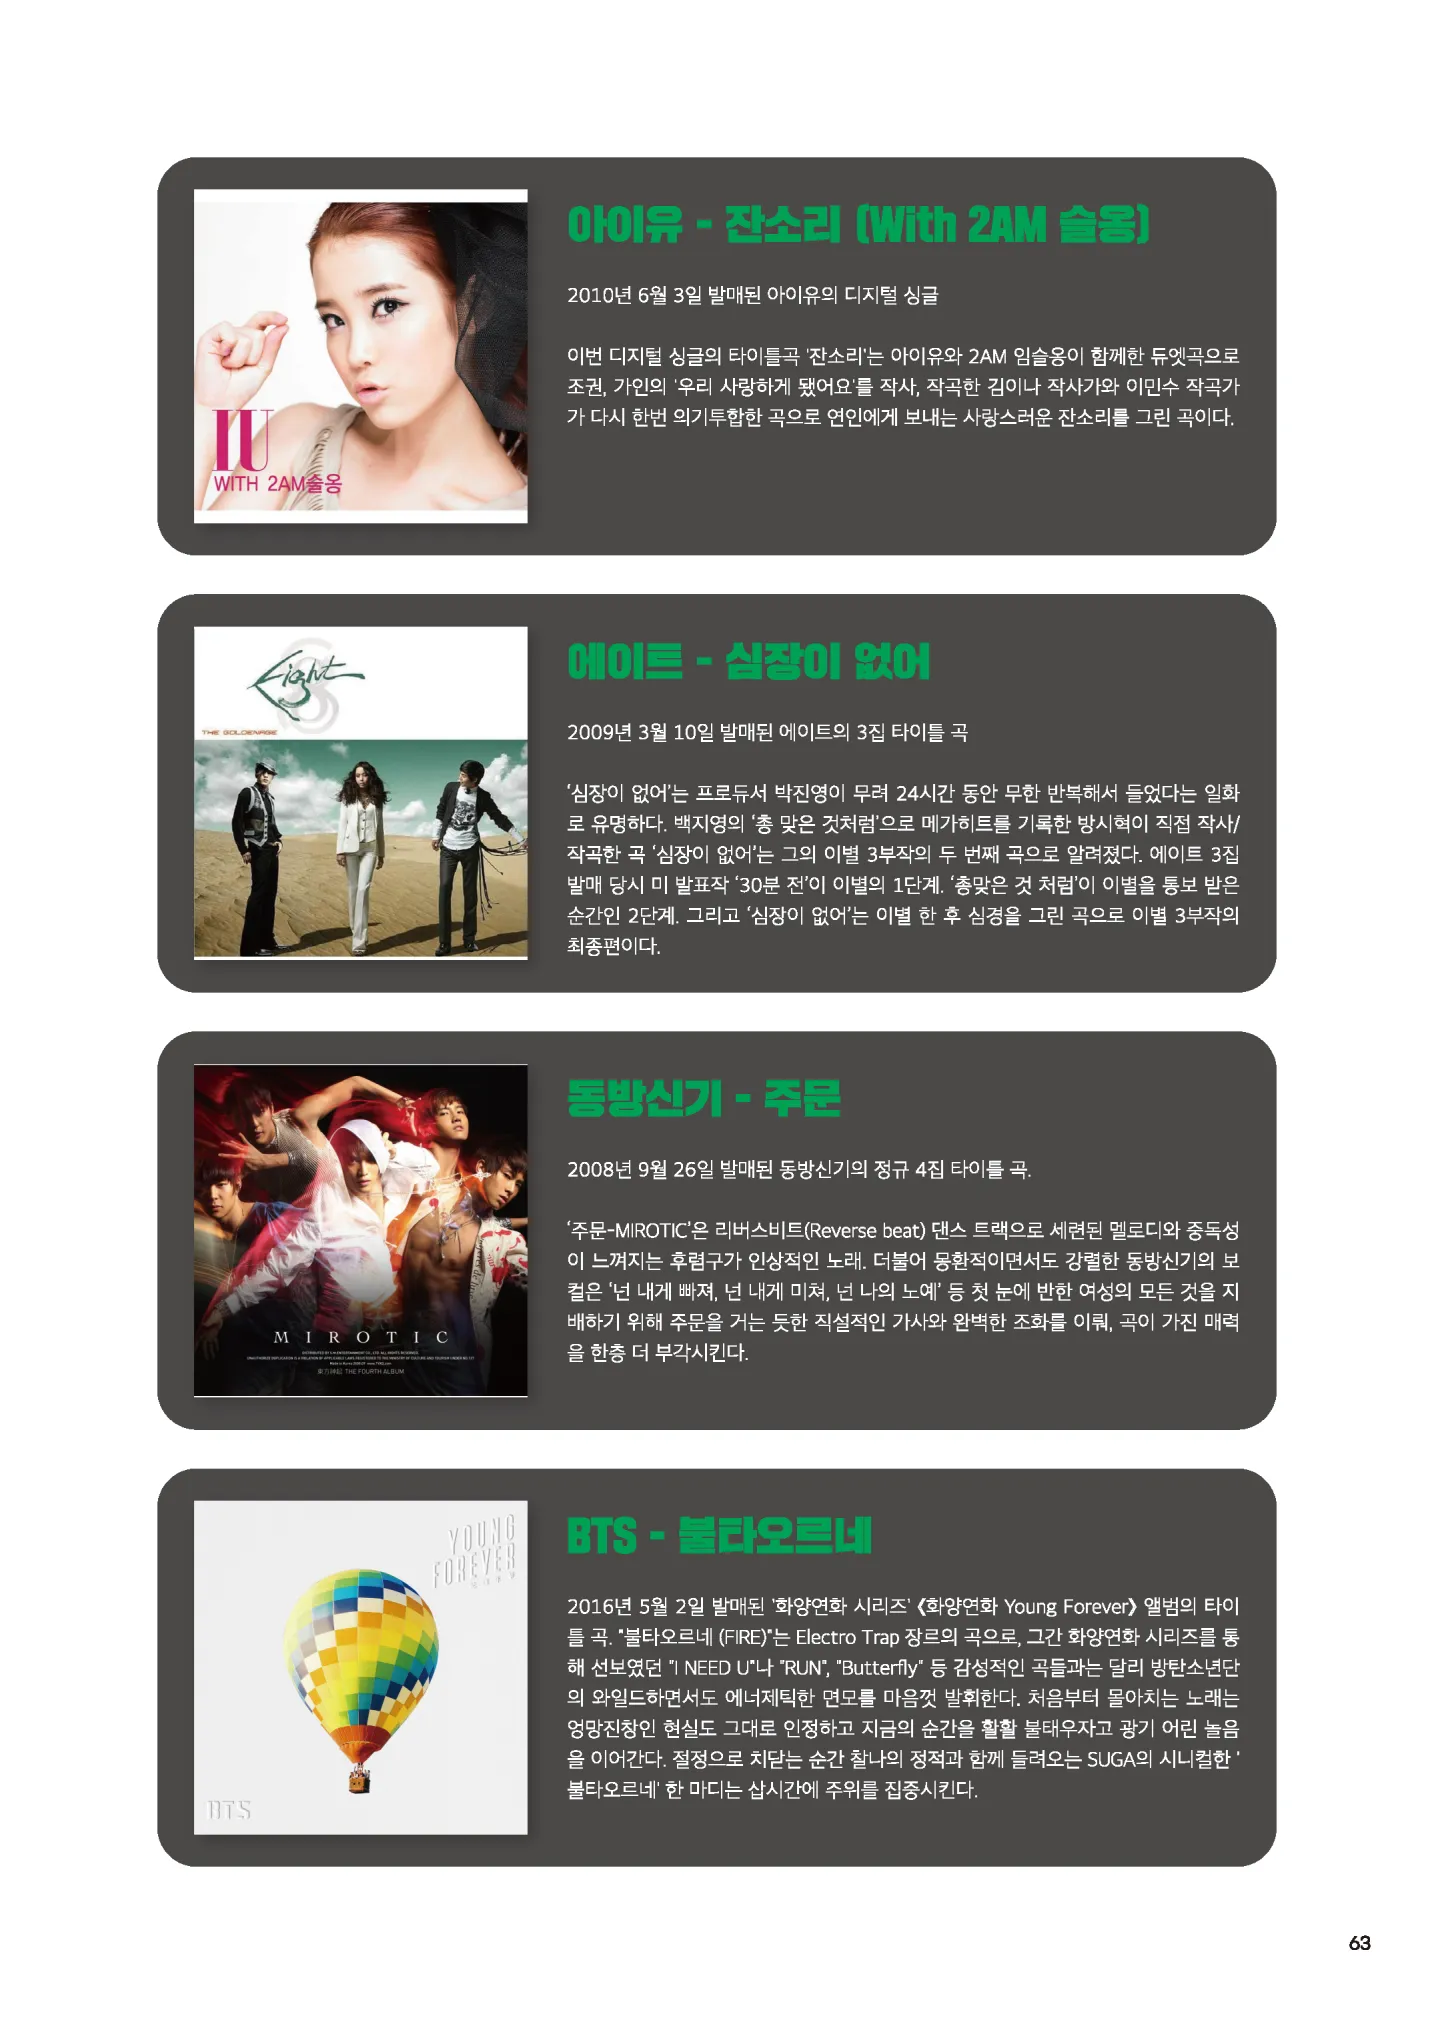 아이유 - 잔소리 (With 2AM 슬옹)
2010년 6월 3일 발매된 아이유의 디지털 싱글
이번 디지털 싱글의 타이틀곡 '잔소리'는 아이유와 2AM 임슬옹이 함께한 듀엣곡으로
조권, 가인의 '우리 사랑하게 됐어요'를 작사, 작곡한 김이나 작사가와 이민수 작곡가
가 다시 한번 의기투합한 곡으로 연인에게 보내는 사랑스러운 잔소리를 그린 곡이다.
IU
WITH 2AM슬옹
에이트 - 심장이 없어
2009년 3월 10일 발매된 에이트의 3집 타이틀 곡
‘심장이 없어’는 프로듀서 박진영이 무려 24시간 동안 무한 반복해서 들었다는 일화
로 유명하다. 백지영의 ‘총 맞은 것처럼’으로 메가히트를 기록한 방시혁이 직접 작사/
작곡한 곡 ‘심장이 없어’는 그의 이별 3부작의 두 번째 곡으로 알려졌다. 에이트 3집
발매 당시 미 발표작 ‘30분 전’이 이별의 1단계. ‘총맞은 것 처럼’이 이별을 통보 받은
순간인 2단계. 그리고 ‘심장이 없어’는 이별 한 후 심경을 그린 곡으로 이별 3부작의
최종편이다.
Eight
8
THE GOLDENAGE
동방신기 - 주문
2008년 9월 26일 발매된 동방신기의 정규 4집 타이틀 곡.
‘주문-MIROTIC’은 리버스비트(Reverse beat) 댄스 트랙으로 세련된 멜로디와 중독성
이 느껴지는 후렴구가 인상적인 노래. 더불어 몽환적이면서도 강렬한 동방신기의 보
컬은 ‘넌 내게 빠져, 넌 내게 미쳐, 넌 나의 노예’ 등 첫 눈에 반한 여성의 모든 것을 지
배하기 위해 주문을 거는 듯한 직설적인 가사와 완벽한 조화를 이뤄, 곡이 가진 매력
을 한층 더 부각시킨다.
MIROTIC
東方神起 THE FOURTH ALBUM
BTS - 불타오르네
2016년 5월 2일 발매된 '화양연화 시리즈' 《화양연화 Young Forever》 앨범의 타이
틀 곡. "불타오르네 (FIRE)"는 Electro Trap 장르의 곡으로, 그간 화양연화 시리즈를 통
해 선보였던 "I NEED U"나 "RUN", "Butterfly" 등 감성적인 곡들과는 달리 방탄소년단
의 와일드하면서도 에너제틱한 면모를 마음껏 발휘한다. 처음부터 몰아치는 노래는
엉망진창인 현실도 그대로 인정하고 지금의 순간을 활활 불태우자고 광기 어린 놀음
을 이어간다. 절정으로 치닫는 순간 찰나의 정적과 함께 들려오는 SUGA의 시니컬한 '
불타오르네' 한 마디는 삽시간에 주위를 집중시킨다.
YOUNG
FOREVER
BTS
63